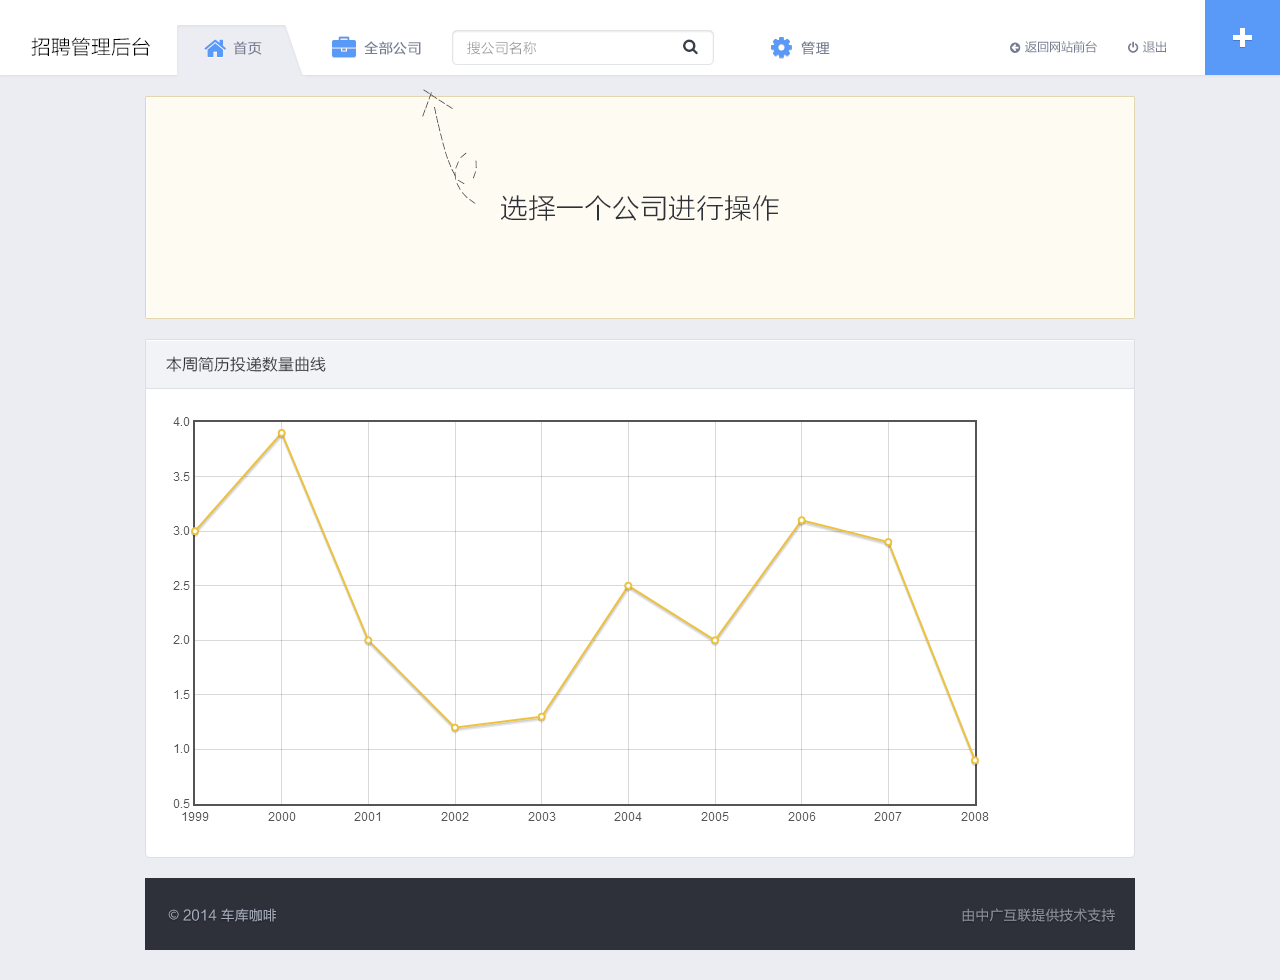 招聘管理后台
首页
全部公司
搜公司名称
管理
返回网站前台
退出
选择一个公司进行操作
本周简历投递数量曲线
4.0
3.5
3.0
2.5
2.0
1.5
1.0
0.5
1999 2000 2001 2002 2003 2004 2005 2006 2007 2008
© 2014 车库咖啡
由中广互联提供技术支持